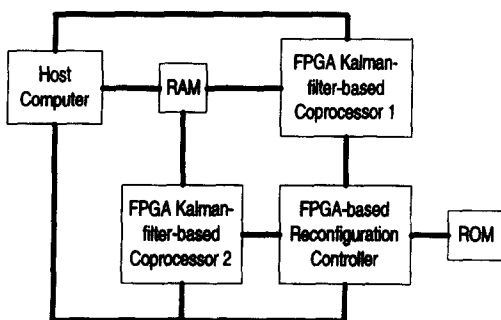 Host
Computer
RAM
FPGA Kalman-
filter-based
Coprocessor 1
FPGA Kalman-
filter-based
Coprocessor 2
FPGA-based
Reconfiguration
Controller
ROM